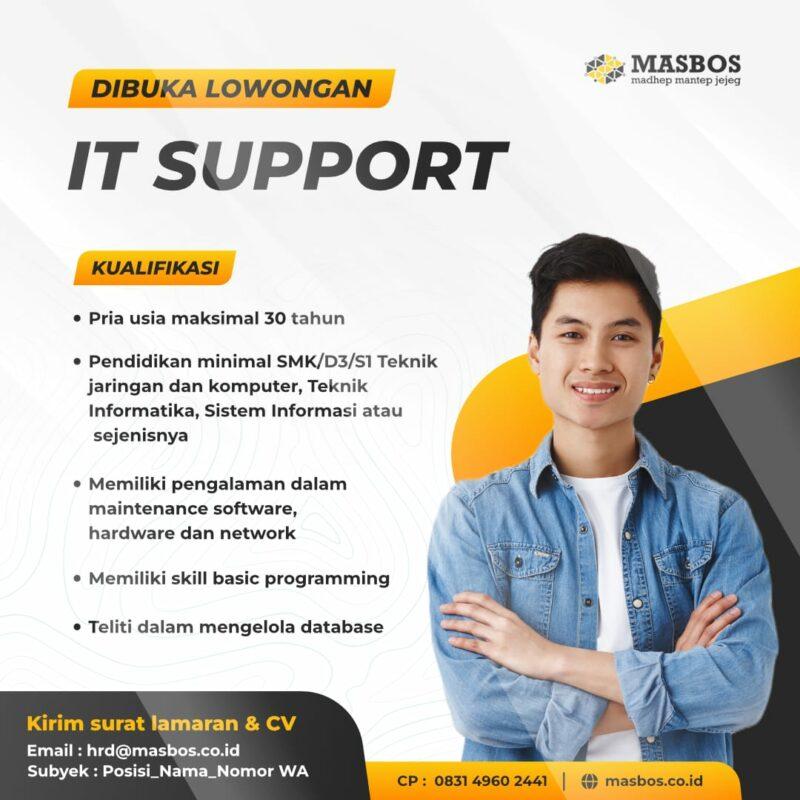 MASBOS
madhep mantep jejeg
DIBUKA LOWONGAN
IT SUPPORT
KUALIFIKASI
• Pria usia maksimal 30 tahun
• Pendidikan minimal SMK/D3/S1 Teknik
jaringan dan komputer, Teknik
Informatika, Sistem Informasi atau
sejenisnya
• Memiliki pengalaman dalam
maintenance software,
hardware dan network
• Memiliki skill basic programming
• Teliti dalam mengelola database
Kirim surat lamaran & CV
Email : hrd@masbos.co.id
Subyek : Posisi_Nama_Nomor WA
CP : 0831 4960 2441 | masbos.co.id